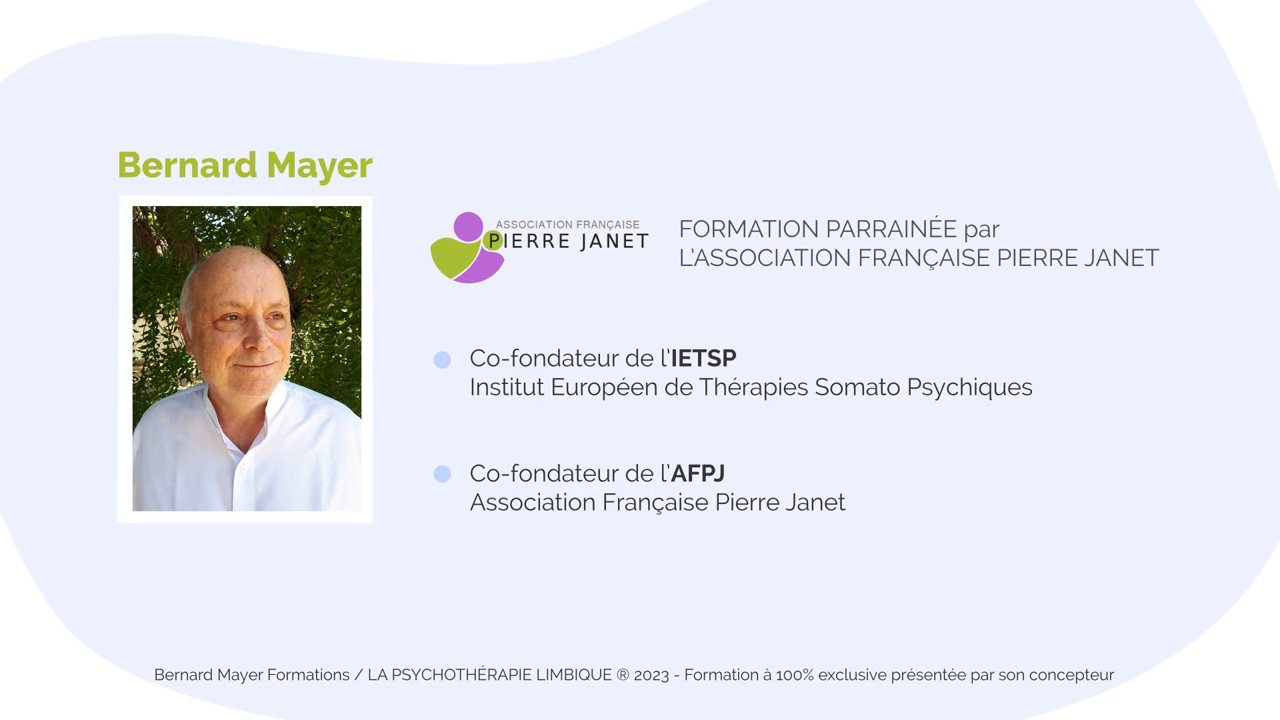 Bernard Mayer
ASSOCIATION FRANÇAISE
PIERRE JANET
FORMATION PARRAINÉE par
L'ASSOCIATION FRANÇAISE PIERRE JANET
Co-fondateur de l'IETSP
Institut Européen de Thérapies Somato Psychiques
Co-fondateur de l'AFPJ
Association Française Pierre Janet
Bernard Mayer Formations / LA PSYCHOTHÉRAPIE LIMBIQUE ® 2023 - Formation à 100% exclusive présentée par son concepteur